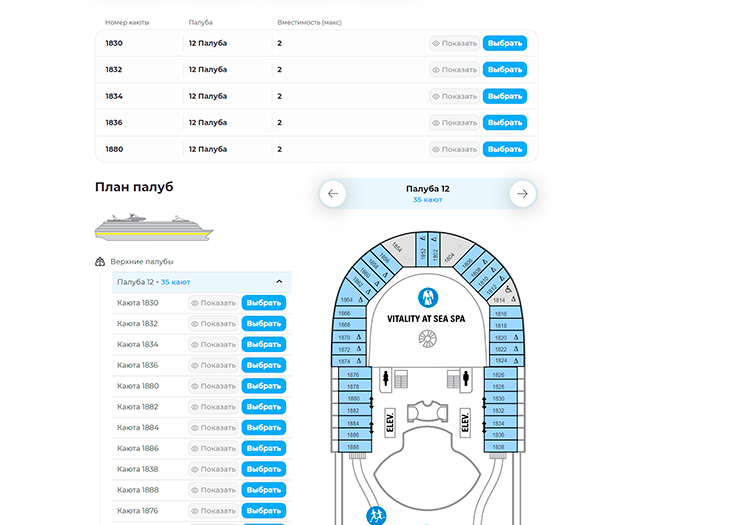 Номер каюты Палуба Вместимость (макс)
1830 12 Палуба 2 Показать Выбрать
1832 12 Палуба 2 Показать Выбрать
1834 12 Палуба 2 Показать Выбрать
1836 12 Палуба 2 Показать Выбрать
1880 12 Палуба 2 Показать Выбрать
План палуб
Палуба 12
35 кают
Верхние палубы
Палуба 12 • 35 кают
Каюта 1830 Показать Выбрать
Каюта 1832 Показать Выбрать
Каюта 1834 Показать Выбрать
Каюта 1836 Показать Выбрать
Каюта 1880 Показать Выбрать
Каюта 1882 Показать Выбрать
Каюта 1884 Показать Выбрать
Каюта 1886 Показать Выбрать
Каюта 1838 Показать Выбрать
Каюта 1888 Показать Выбрать
Каюта 1876 Показать Выбрать
1854 1852 1802 1804
1856 1806
1858 1808
1860 1810
1862 1812
1864 1814
1866 1816
1868 1818
1870 1820
1872 1822
1874 1824
VITALITY AT SEA SPA
1876 1826
1878 1828
1880 1830
1882 1832
1884 1834
1886 1836
1888 1838
ELEV. ELEV.